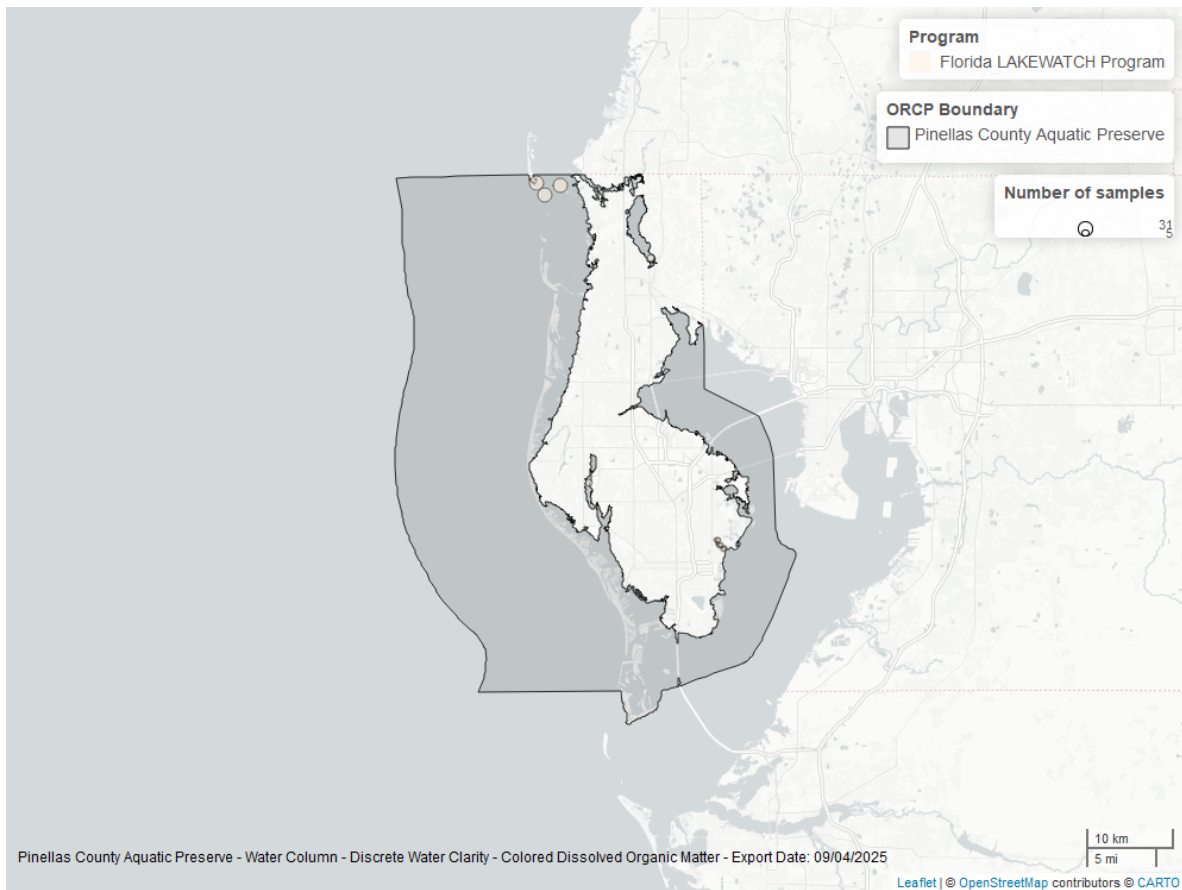 Program
Florida LAKEWATCH Program
ORCP Boundary
Pinellas County Aquatic Preserve
Number of samples
31
5
10 km
5 mi
Pinellas County Aquatic Preserve - Water Column - Discrete Water Clarity - Colored Dissolved Organic Matter - Export Date: 09/04/2025
Leaflet | © OpenStreetMap contributors © CARTO